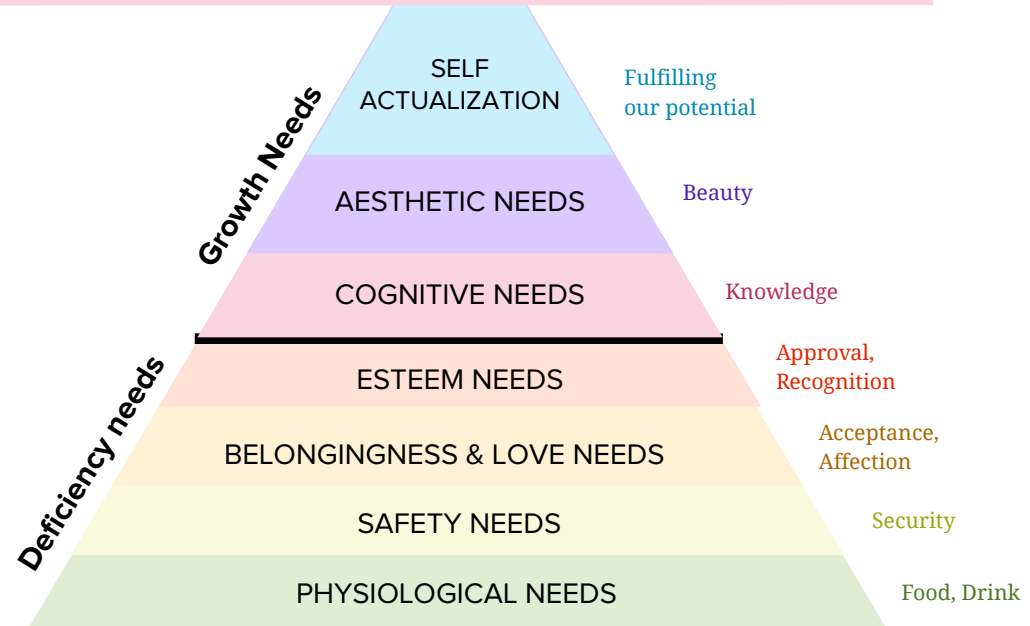 SELF
ACTUALIZATION
Fulfilling
our potential
Growth Needs
AESTHETIC NEEDS
Beauty
COGNITIVE NEEDS
Knowledge
Approval,
Recognition
ESTEEM NEEDS
Deficiency needs
Acceptance,
Affection
BELONGINGNESS & LOVE NEEDS
SAFETY NEEDS
Security
PHYSIOLOGICAL NEEDS
Food, Drink